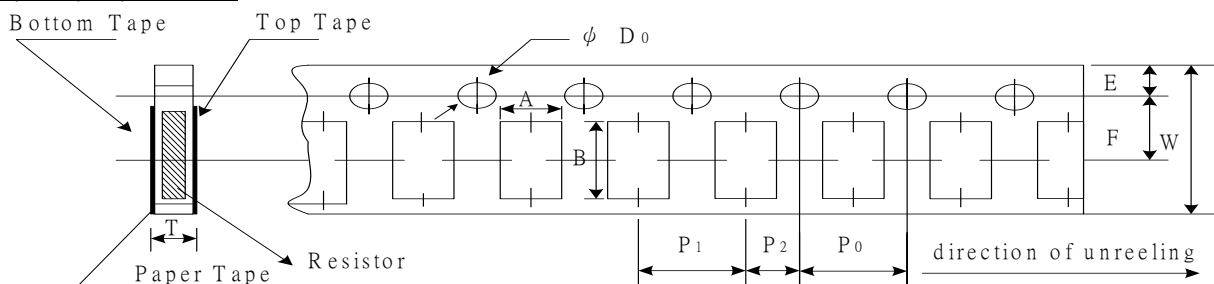 Bottom Tape
Top Tape
φ D0
E
A
F
W
B
T
P1
P2
P0
direction of unreeling
Resistor
Paper Tape